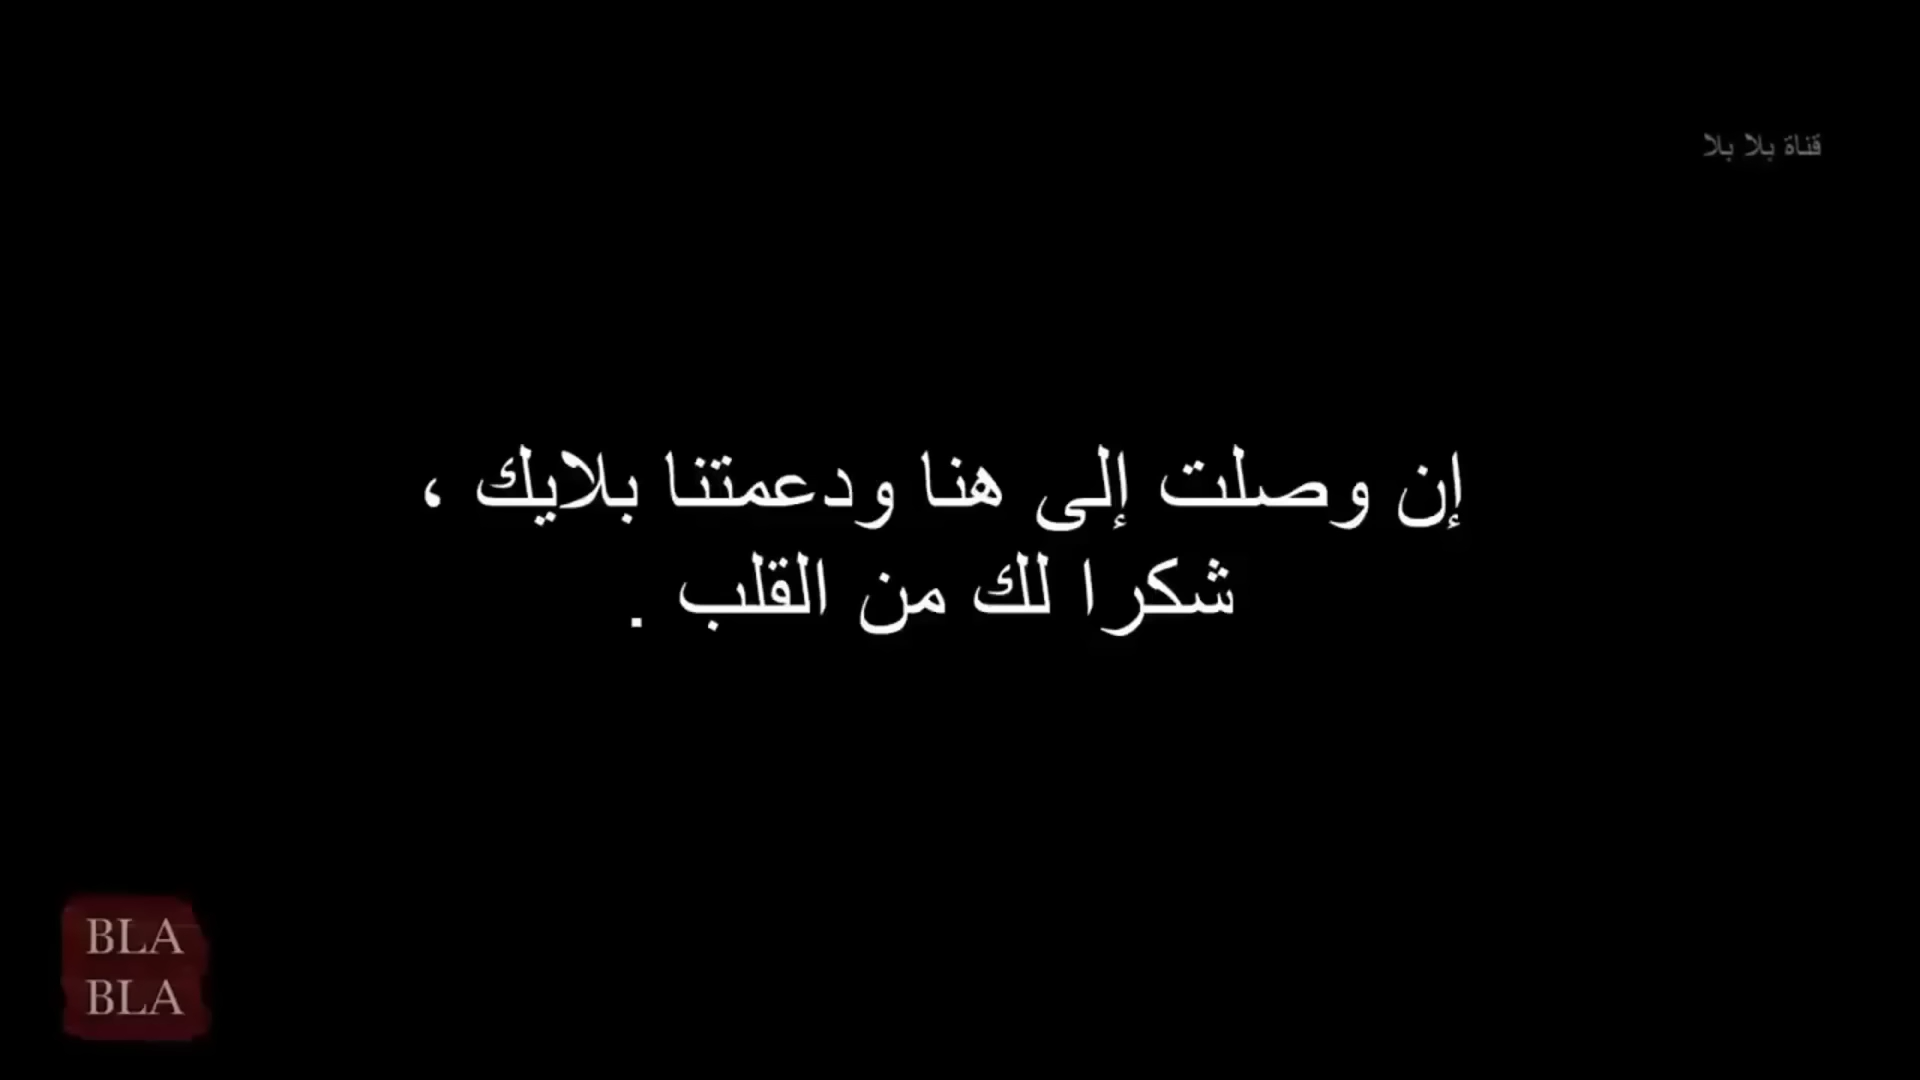 قناة بلا بلا
إن وصلت إلى هنا ودعمتنا بلايك ،
شكرا لك من القلب .
BLA
BLA